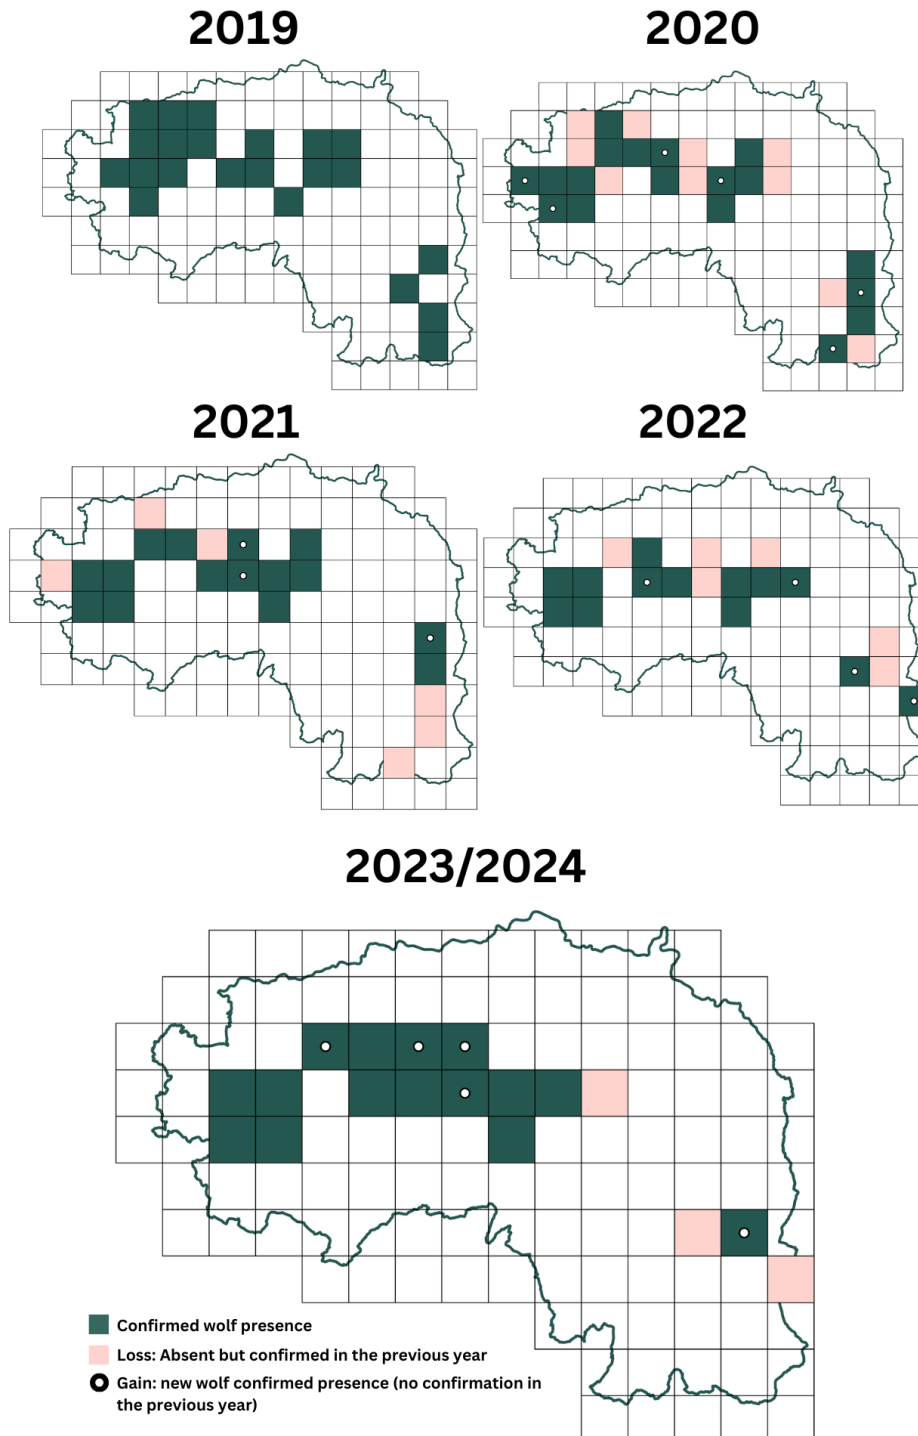 2019
2020
2021
2022
2023/2024
Confirmed wolf presence
Loss: Absent but confirmed in the previous year
Gain: new wolf confirmed presence (no confirmation in
the previous year)